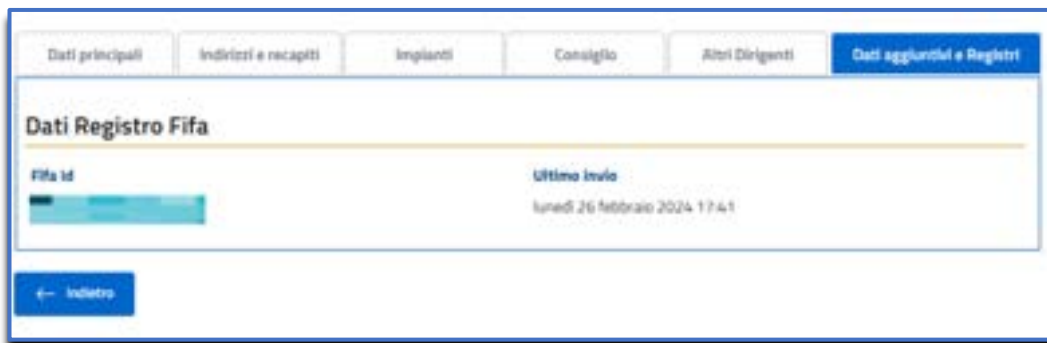 Dati principali
Indirizzi e recapiti
Impianti
Consiglio
Altri Dirigenti
Dati aggiuntivi e Registri
Dati Registro Fifa
Fifa Id
Ultimo invio
lunedì 26 febbraio 2024 17:41
← Indietro